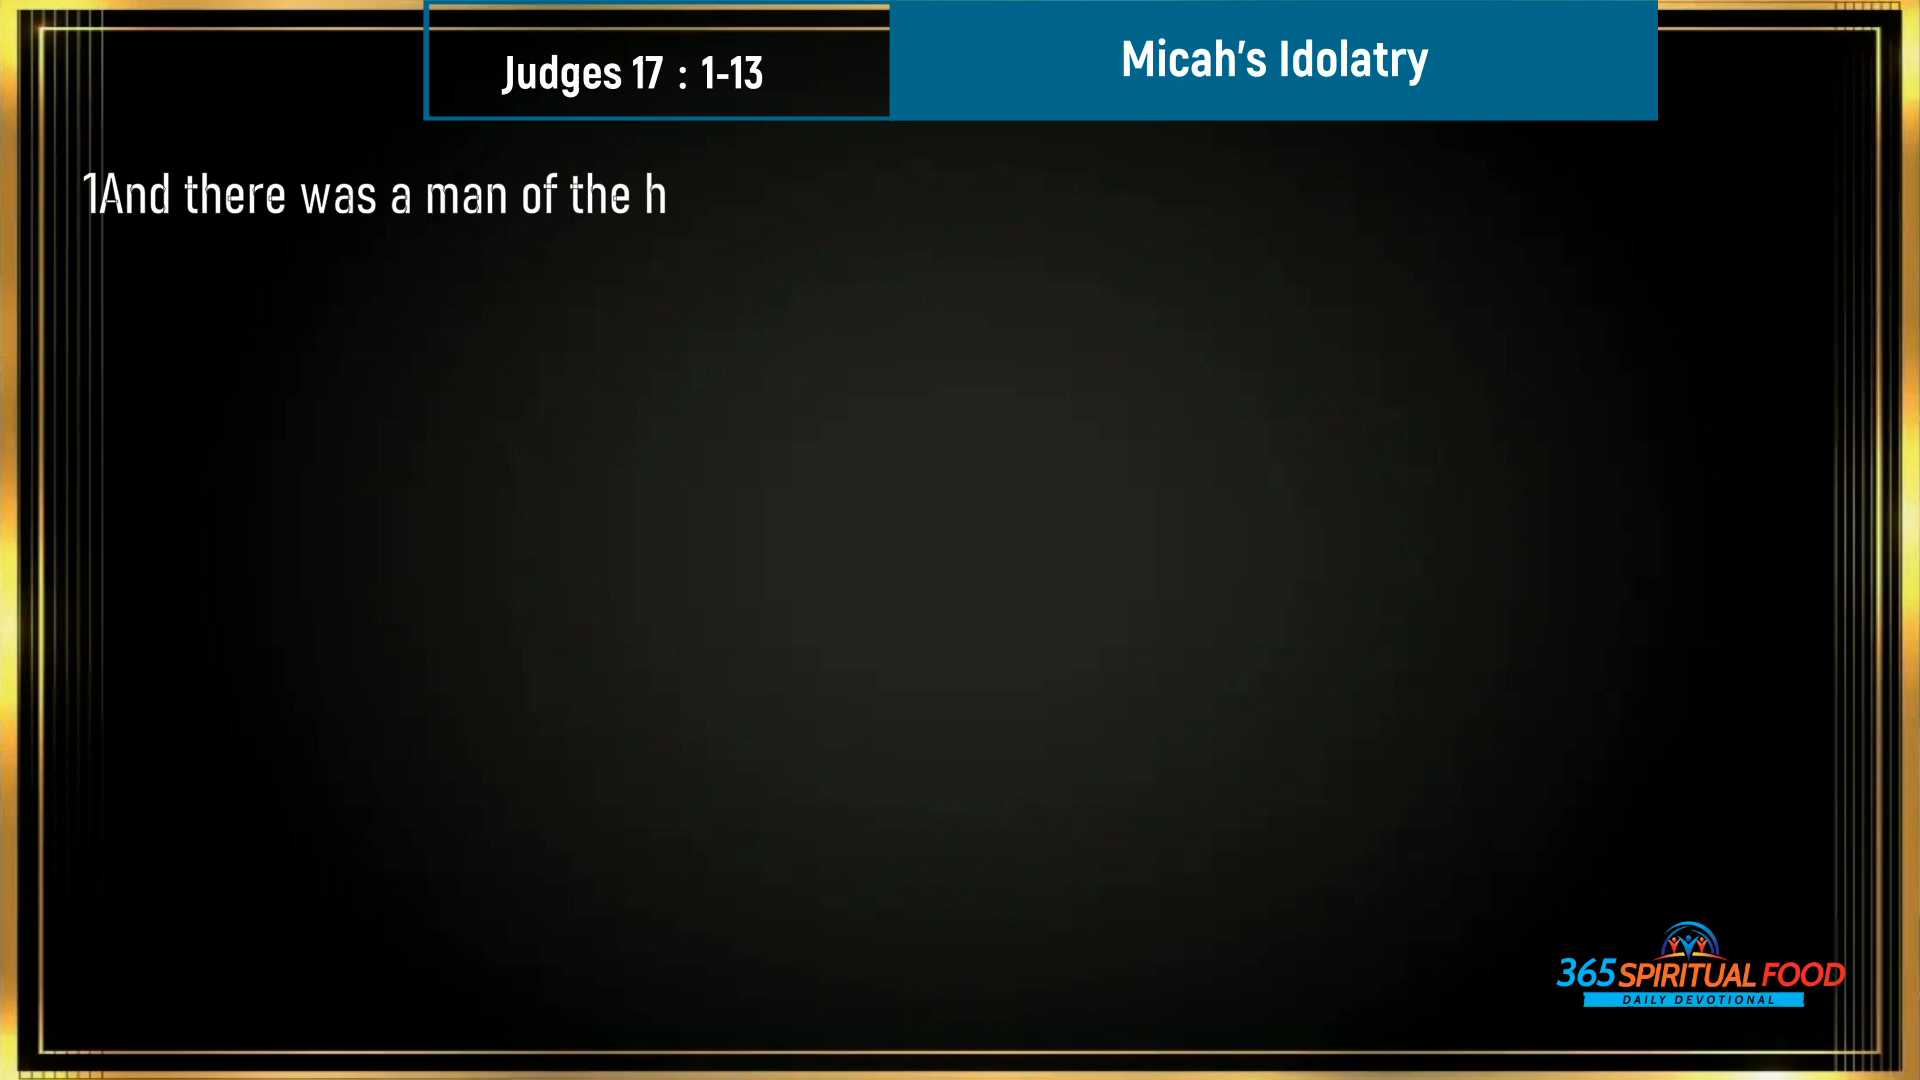 Judges 17 : 1-13
Micah's Idolatry
1And there was a man of the h
365 SPIRITUAL FOOD
DAILY DEVOTIONAL